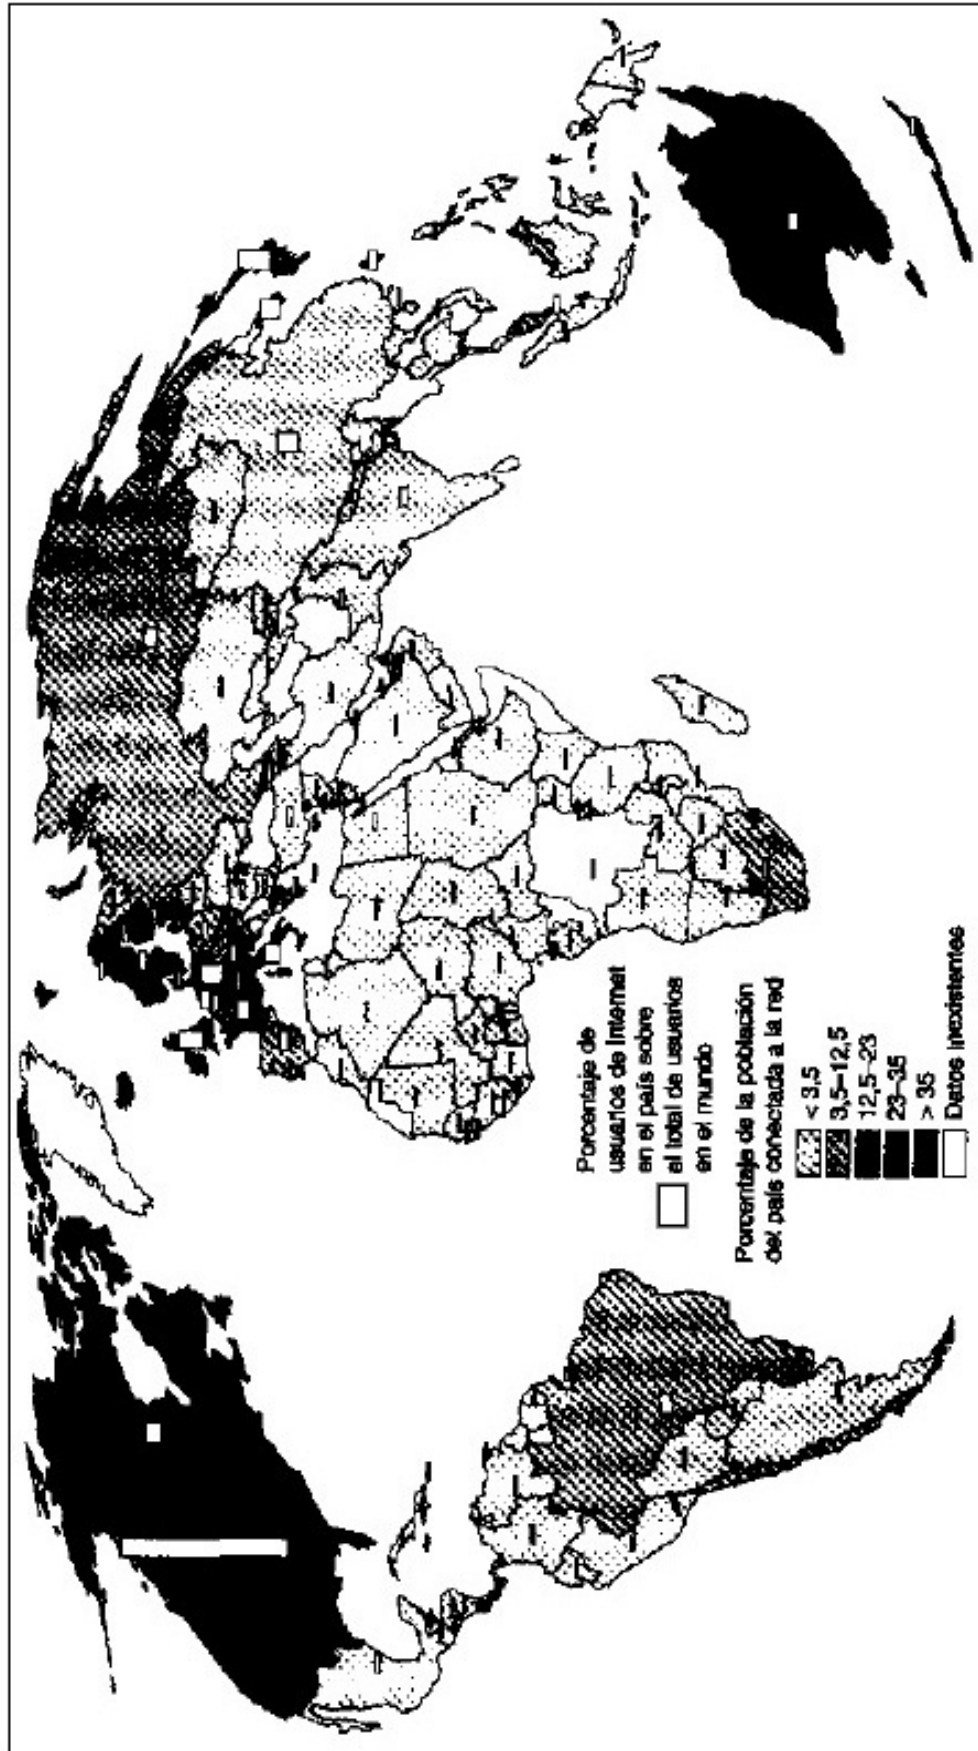 Porcentaje de
usuarios de Internet
en el país sobre
el total de usuarios
en el mundo
Porcentaje de la población
del país conectada a la red
< 3,5
3,5–12,5
12,5–23
23–35
> 35
Datos inexistentes